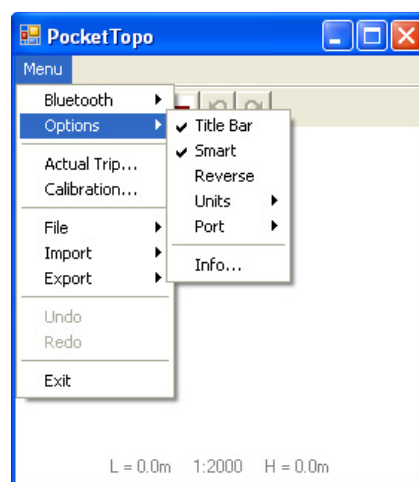 PocketTopo
Menu
Bluetooth
Options
Actual Trip...
Calibration...
File
Import
Export
Undo
Redo
Exit
Title Bar
Smart
Reverse
Units
Port
Info...
L = 0.0m 1:2000 H = 0.0m